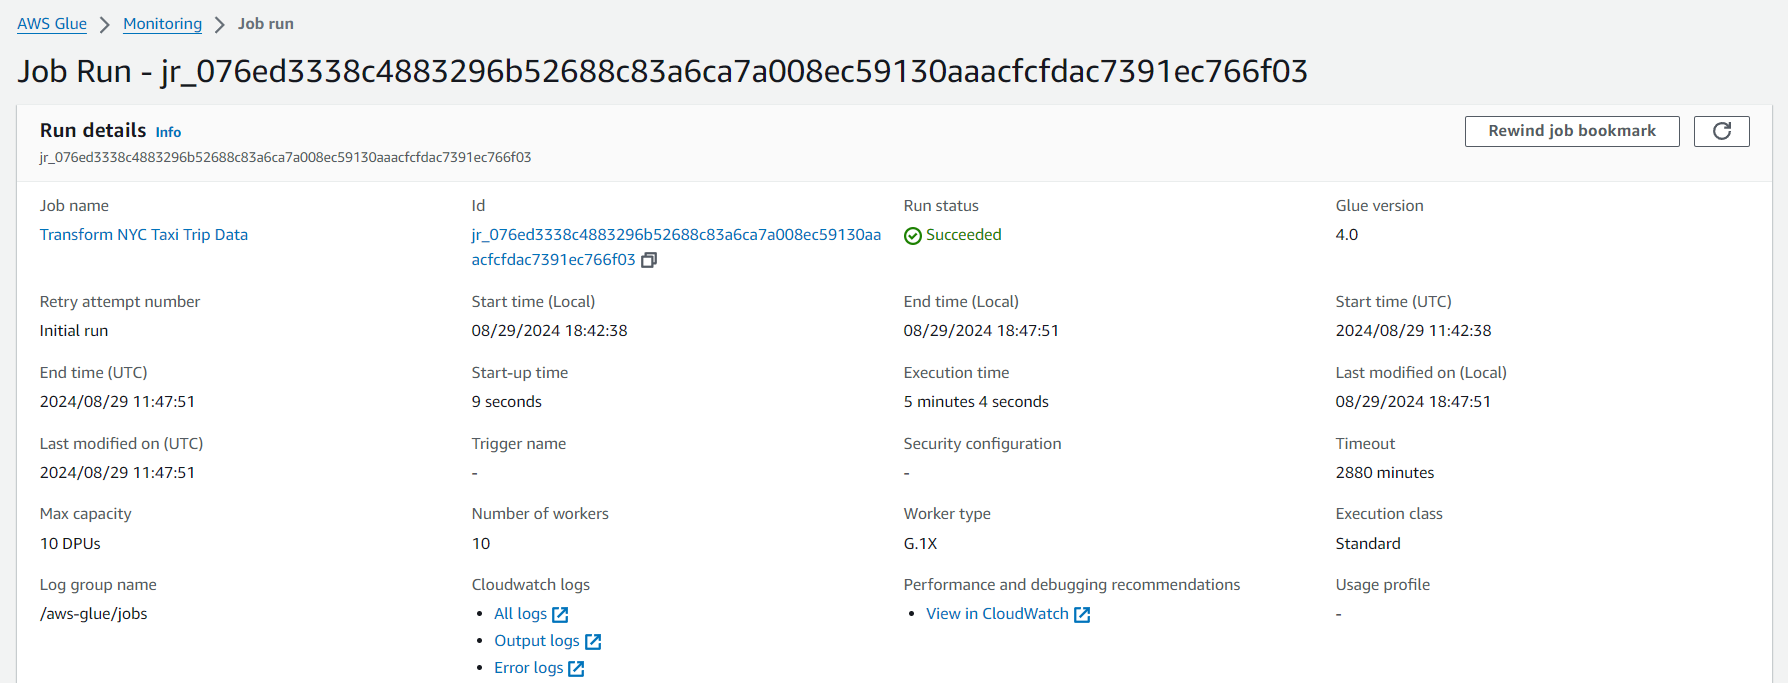 AWS Glue > Monitoring > Job run
Job Run - jr_076ed3338c4883296b52688c83a6ca7a008ec59130aaacfcfdac7391ec766f03
Run details Info
Rewind job bookmark
jr_076ed3338c4883296b52688c83a6ca7a008ec59130aaacfcfdac7391ec766f03
Job name
Transform NYC Taxi Trip Data
Id
jr_076ed3338c4883296b52688c83a6ca7a008ec59130aa
acfcfdac7391ec766f03
Run status
Succeeded
Glue version
4.0
Retry attempt number
Initial run
Start time (Local)
08/29/2024 18:42:38
End time (Local)
08/29/2024 18:47:51
Start time (UTC)
2024/08/29 11:42:38
End time (UTC)
2024/08/29 11:47:51
Start-up time
9 seconds
Execution time
5 minutes 4 seconds
Last modified on (Local)
08/29/2024 18:47:51
Last modified on (UTC)
2024/08/29 11:47:51
Trigger name
-
Security configuration
-
Timeout
2880 minutes
Max capacity
10 DPUs
Number of workers
10
Worker type
G.1X
Execution class
Standard
Log group name
/aws-glue/jobs
Cloudwatch logs
• All logs
• Output logs
• Error logs
Performance and debugging recommendations
• View in CloudWatch
Usage profile
-